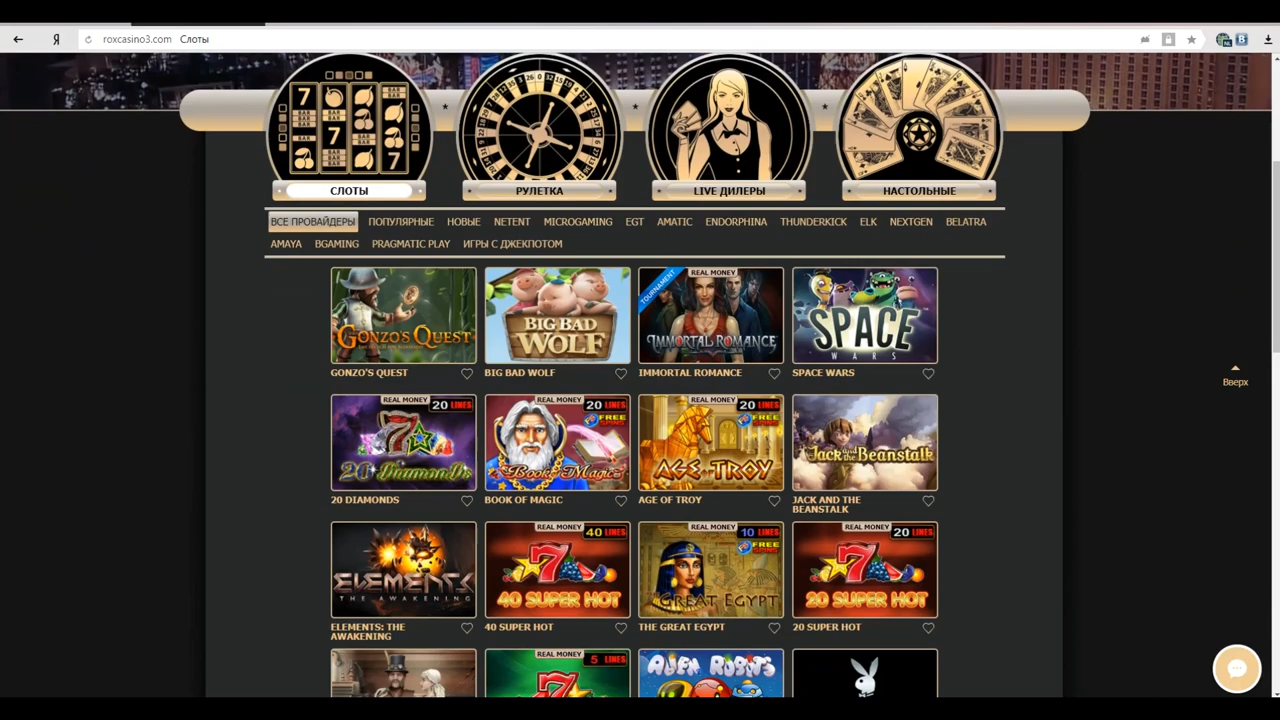 Я roxcasino3.com Слоты
СЛОТЫ
РУЛЕТКА
LIVE ДИЛЕРЫ
НАСТОЛЬНЫЕ
ВСЕ ПРОВАЙДЕРЫ ПОПУЛЯРНЫЕ НОВЫЕ NETENT MICROGAMING EGT AMATIC ENDORPHINA THUNDERKICK ELK NEXTGEN BELATRA
AMAYA BGAMING PRAGMATIC PLAY ИГРЫ С ДЖЕКПОТОМ
GONZO'S QUEST
BIG BAD
WOLF
REAL MONEY
TOURNAMENT
IMMORTAL ROMANCE
SPACE
WARS
GONZO'S QUEST
BIG BAD WOLF
IMMORTAL ROMANCE
SPACE WARS
Вверх
REAL MONEY
20 LINES
20 Diamonds
REAL MONEY
20 LINES
FREE
SPINS
Book of Magic
REAL MONEY
20 LINES
FREE
SPINS
AGE OF TROY
Jack and the Beanstalk
20 DIAMONDS
BOOK OF MAGIC
AGE OF TROY
JACK AND THE
BEANSTALK
ELEMENTS
THE AWAKENING
REAL MONEY
40 LINES
40 SUPER HOT
REAL MONEY
10 LINES
FREE
SPINS
GREAT EGYPT
REAL MONEY
20 LINES
20 SUPER HOT
ELEMENTS: THE
AWAKENING
40 SUPER HOT
THE GREAT EGYPT
20 SUPER HOT
REAL MONEY
5 LINES
ALIEN ROBOTS